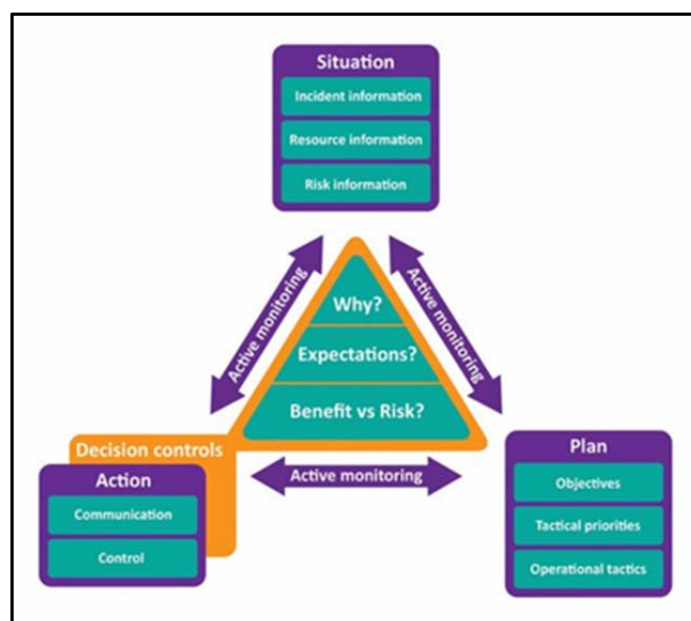 Situation
Incident information
Resource information
Risk information
Active monitoring
Active monitoring
Why?
Expectations?
Benefit vs Risk?
Decision controls
Action
Communication
Control
Active monitoring
Plan
Objectives
Tactical priorities
Operational tactics